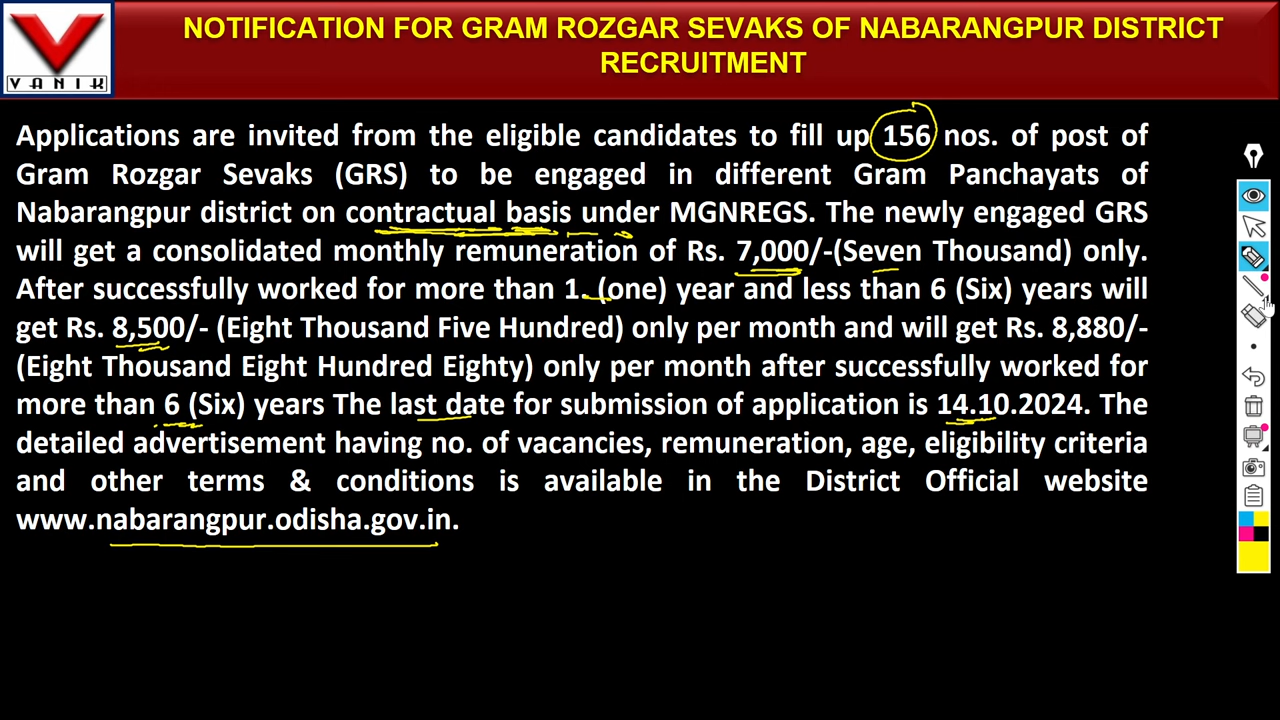 VANIK
NOTIFICATION FOR GRAM ROZGAR SEVAKS OF NABARANGPUR DISTRICT
RECRUITMENT
Applications are invited from the eligible candidates to fill up 156 nos. of post of
Gram Rozgar Sevaks (GRS) to be engaged in different Gram Panchayats of
Nabarangpur district on contractual basis under MGNREGS. The newly engaged GRS
will get a consolidated monthly remuneration of Rs. 7,000/-(Seven Thousand) only.
After successfully worked for more than 1. (one) year and less than 6 (Six) years will
get Rs. 8,500/- (Eight Thousand Five Hundred) only per month and will get Rs. 8,880/-
(Eight Thousand Eight Hundred Eighty) only per month after successfully worked for
more than 6 (Six) years The last date for submission of application is 14.10.2024. The
detailed advertisement having no. of vacancies, remuneration, age, eligibility criteria
and other terms & conditions is available in the District Official website
www.nabarangpur.odisha.gov.in.